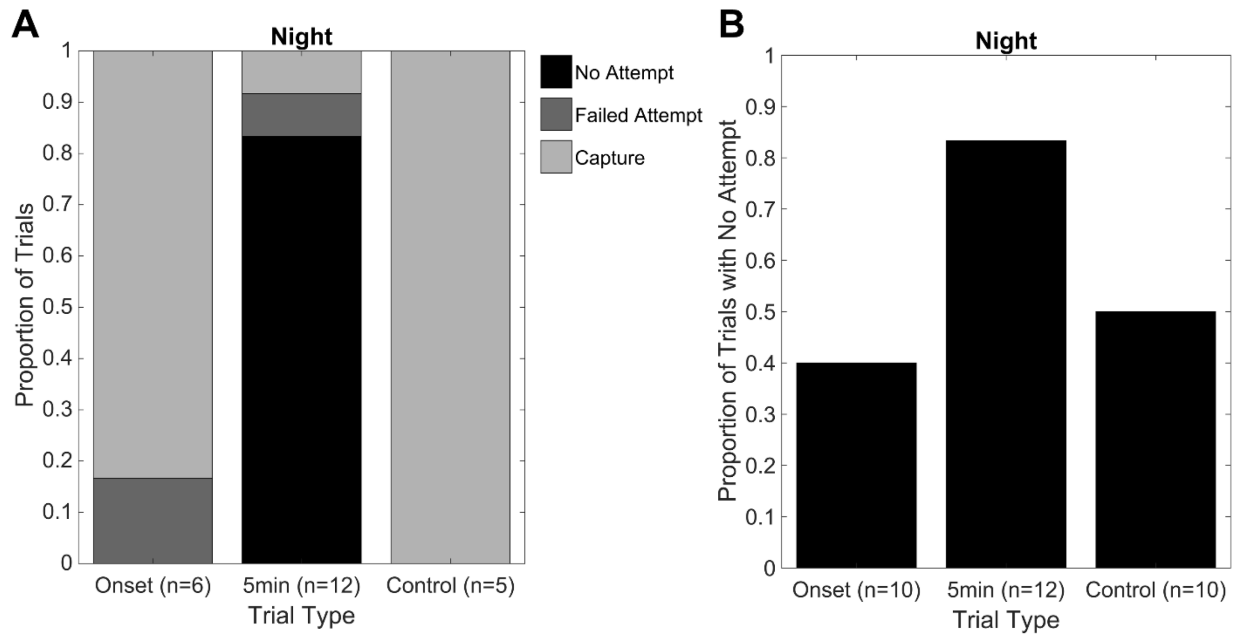 A
Night
1
0.9
0.8
0.7
0.6
0.5
0.4
0.3
0.2
0.1
0
Proportion of Trials
Onset (n=6) 5min (n=12) Control (n=5)
Trial Type
No Attempt
Failed Attempt
Capture
B
Night
1
0.9
0.8
0.7
0.6
0.5
0.4
0.3
0.2
0.1
0
Proportion of Trials with No Attempt
Onset (n=10) 5min (n=12) Control (n=10)
Trial Type